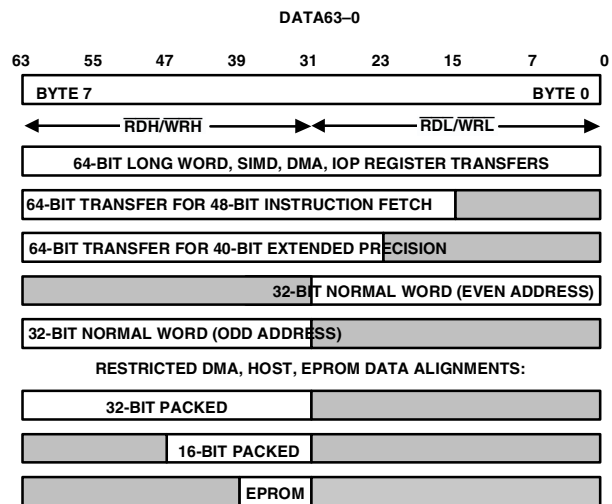 DATA63–0
63 55 47 39 31 23 15 7 0
BYTE 7 BYTE 0
RDH/WRH RDL/WRL
64-BIT LONG WORD, SIMD, DMA, IOP REGISTER TRANSFERS
64-BIT TRANSFER FOR 48-BIT INSTRUCTION FETCH
64-BIT TRANSFER FOR 40-BIT EXTENDED PRECISION
32-BIT NORMAL WORD (EVEN ADDRESS)
32-BIT NORMAL WORD (ODD ADDRESS)
RESTRICTED DMA, HOST, EPROM DATA ALIGNMENTS:
32-BIT PACKED
16-BIT PACKED
EPROM